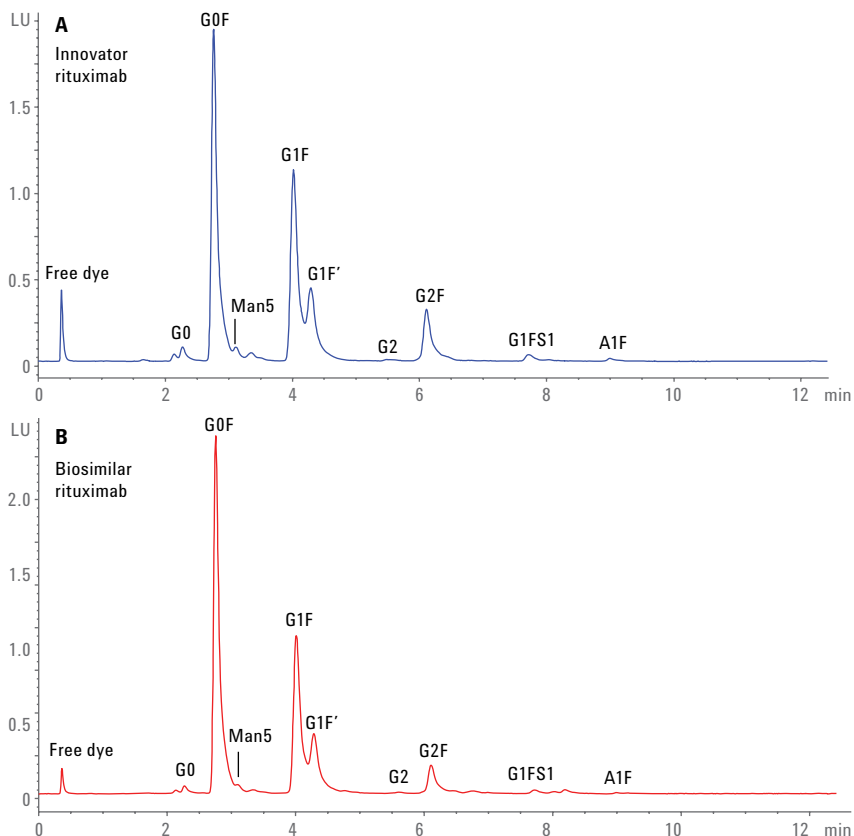 LU
A
Innovator
rituximab
G0F
1.5
G1F
1.0
Free dye
0.5
G0
Man5
G1F’
G2
G2F
G1FS1
A1F
0
0 2 4 6 8 10 12 min
LU
B
Biosimilar
rituximab
G0F
2.0
1.5
G1F
1.0
0.5
Free dye
G0
Man5
G1F’
G2
G2F
G1FS1
A1F
0
0 2 4 6 8 10 12 min